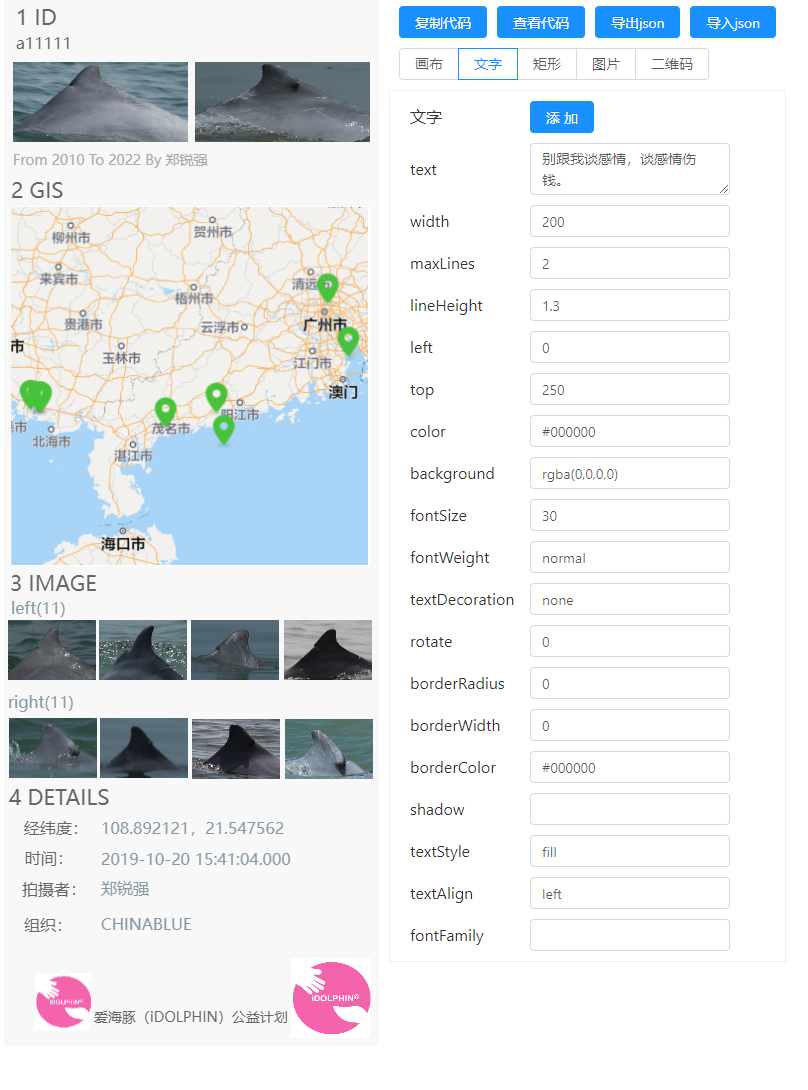 1 ID
a11111
From 2010 To 2022 By 郑锐强
2 GIS
柳州市
贺州市
来宾市
清远
梧州市
贵港市
云浮市
广州市
市
玉林市
江门市
澳门
茂名市
阳江市
市
北海市
湛江市
海口市
3 IMAGE
left(11)
right(11)
4 DETAILS
经纬度： 108.892121，21.547562
时间： 2019-10-20 15:41:04.000
拍摄者： 郑锐强
组织： CHINABLUE
iDOLPHIN©
爱海豚（iDOLPHIN）公益计划
iDOLPHIN©
复制代码 查看代码 导出json 导入json
画布 文字 矩形 图片 二维码
文字 添 加
text 别跟我谈感情，谈感情伤
钱。
width 200
maxLines 2
lineHeight 1.3
left 0
top 250
color #000000
background rgba(0,0,0,0)
fontSize 30
fontWeight normal
textDecoration none
rotate 0
borderRadius 0
borderWidth 0
borderColor #000000
shadow
textStyle fill
textAlign left
fontFamily